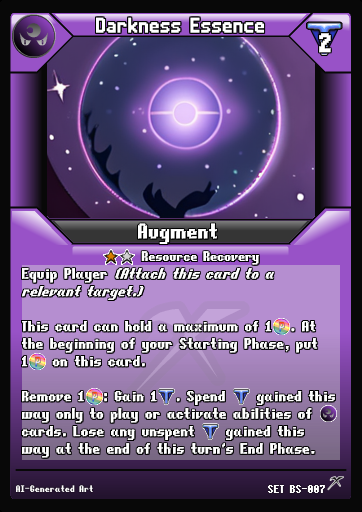 Darkness Essence
2
Augment
Resource Recovery
Equip Player (Attach this card to a
relevant target.)
This card can hold a maximum of 1. At
the beginning of your Starting Phase, put
1 on this card.
Remove 1: Gain 1. Spend gained this
way only to play or activate abilities of
cards. Lose any unspent gained this
way at the end of this turn's End Phase.
AI-Generated Art
SET BS-007